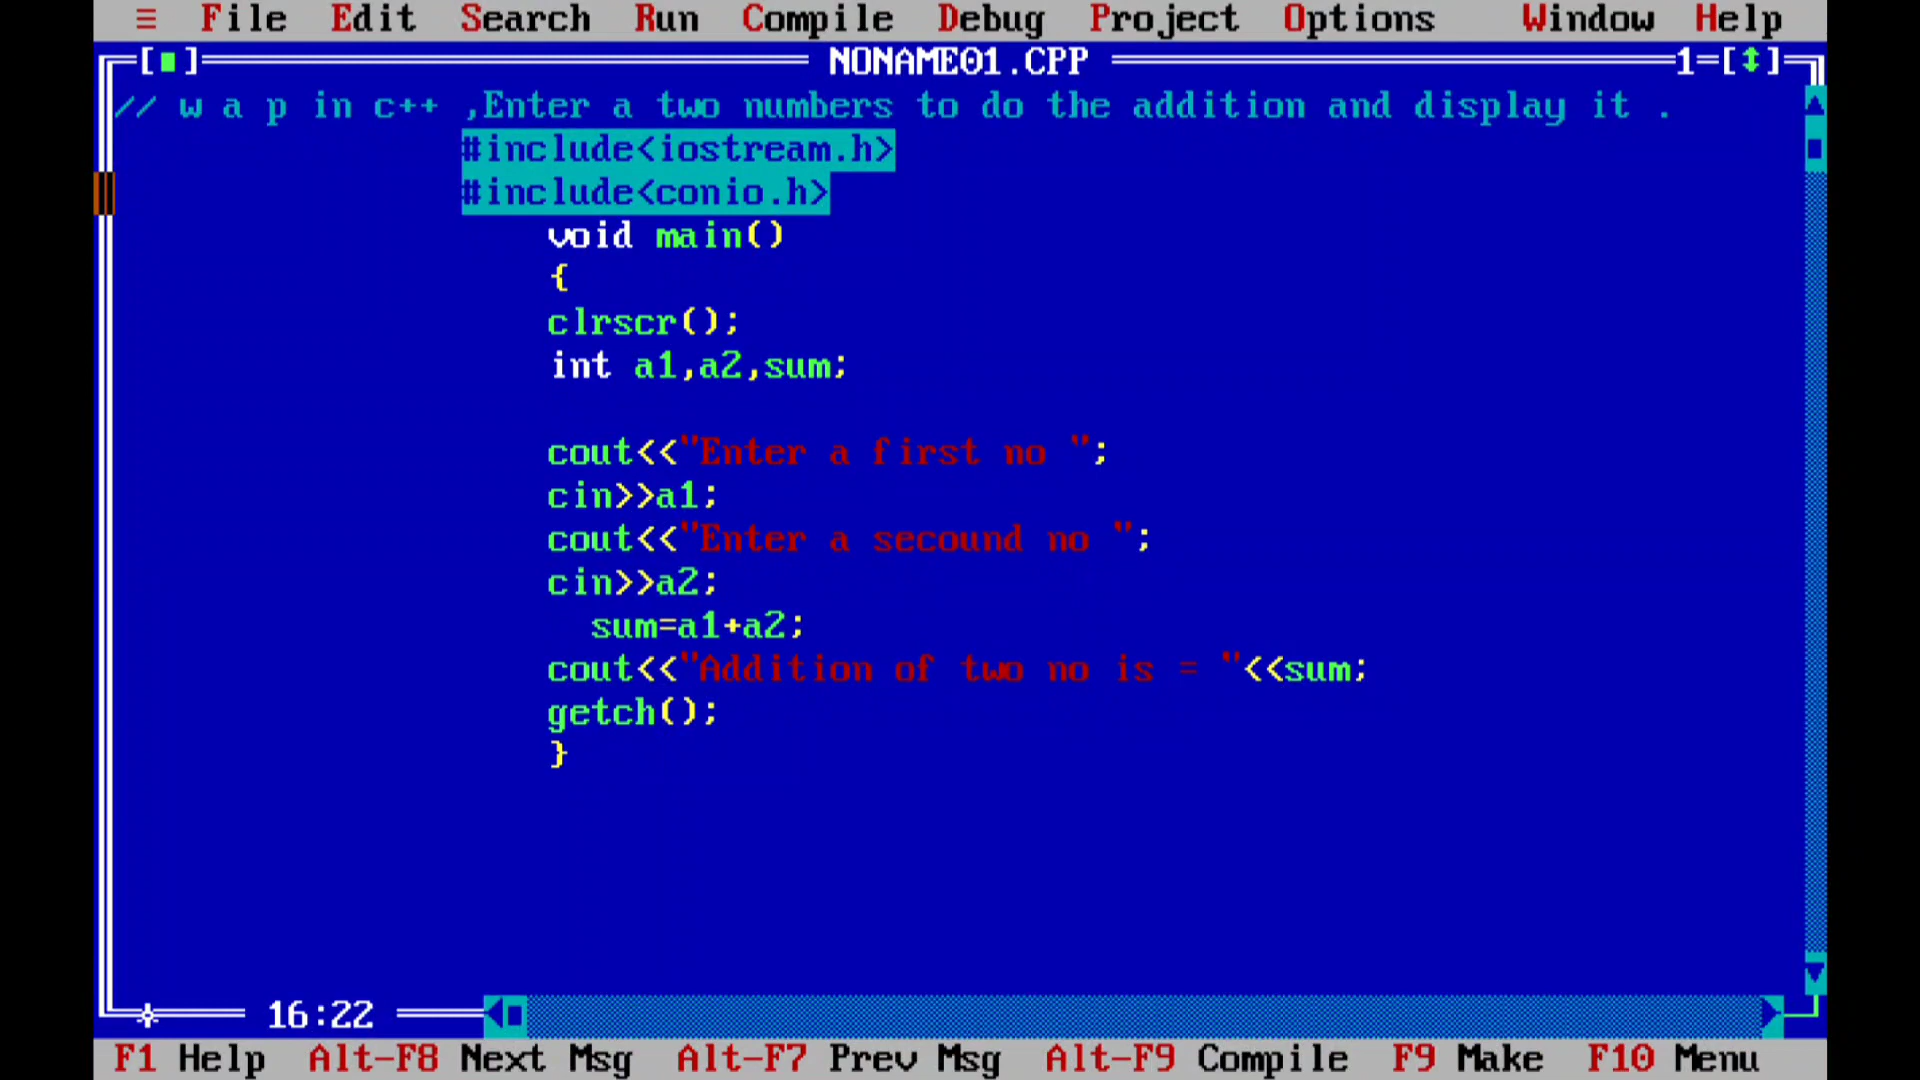 ≡ File Edit Search Run Compile Debug Project Options Window Help
[■] NONAME01.CPP 1=[↕]
// w a p in c++ ,Enter a two numbers to do the addition and display it .
#include<iostream.h>
#include<conio.h>
void main()
{
clrscr();
int a1,a2,sum;
cout<<"Enter a first no ";
cin>>a1;
cout<<"Enter a secound no ";
cin>>a2;
sum=a1+a2;
cout<<"Addition of two no is = "<<sum;
getch();
}
16:22
F1 Help Alt-F8 Next Msg Alt-F7 Prev Msg Alt-F9 Compile F9 Make F10 Menu